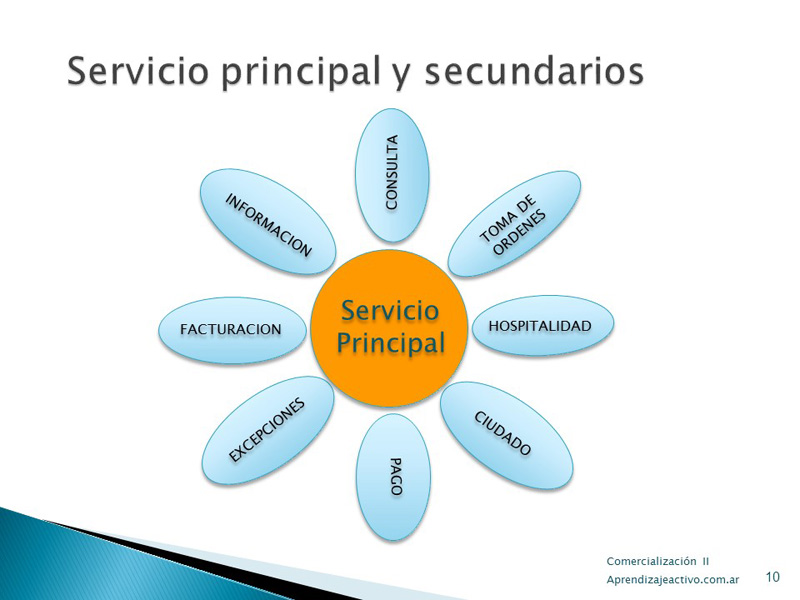 Servicio principal y secundarios
CONSULTA
INFORMACION
TOMA DE
ORDENES
Servicio
Principal
FACTURACION
HOSPITALIDAD
EXCEPCIONES
CIUDADO
PAGO
Comercialización II
Aprendizajeactivo.com.ar
10